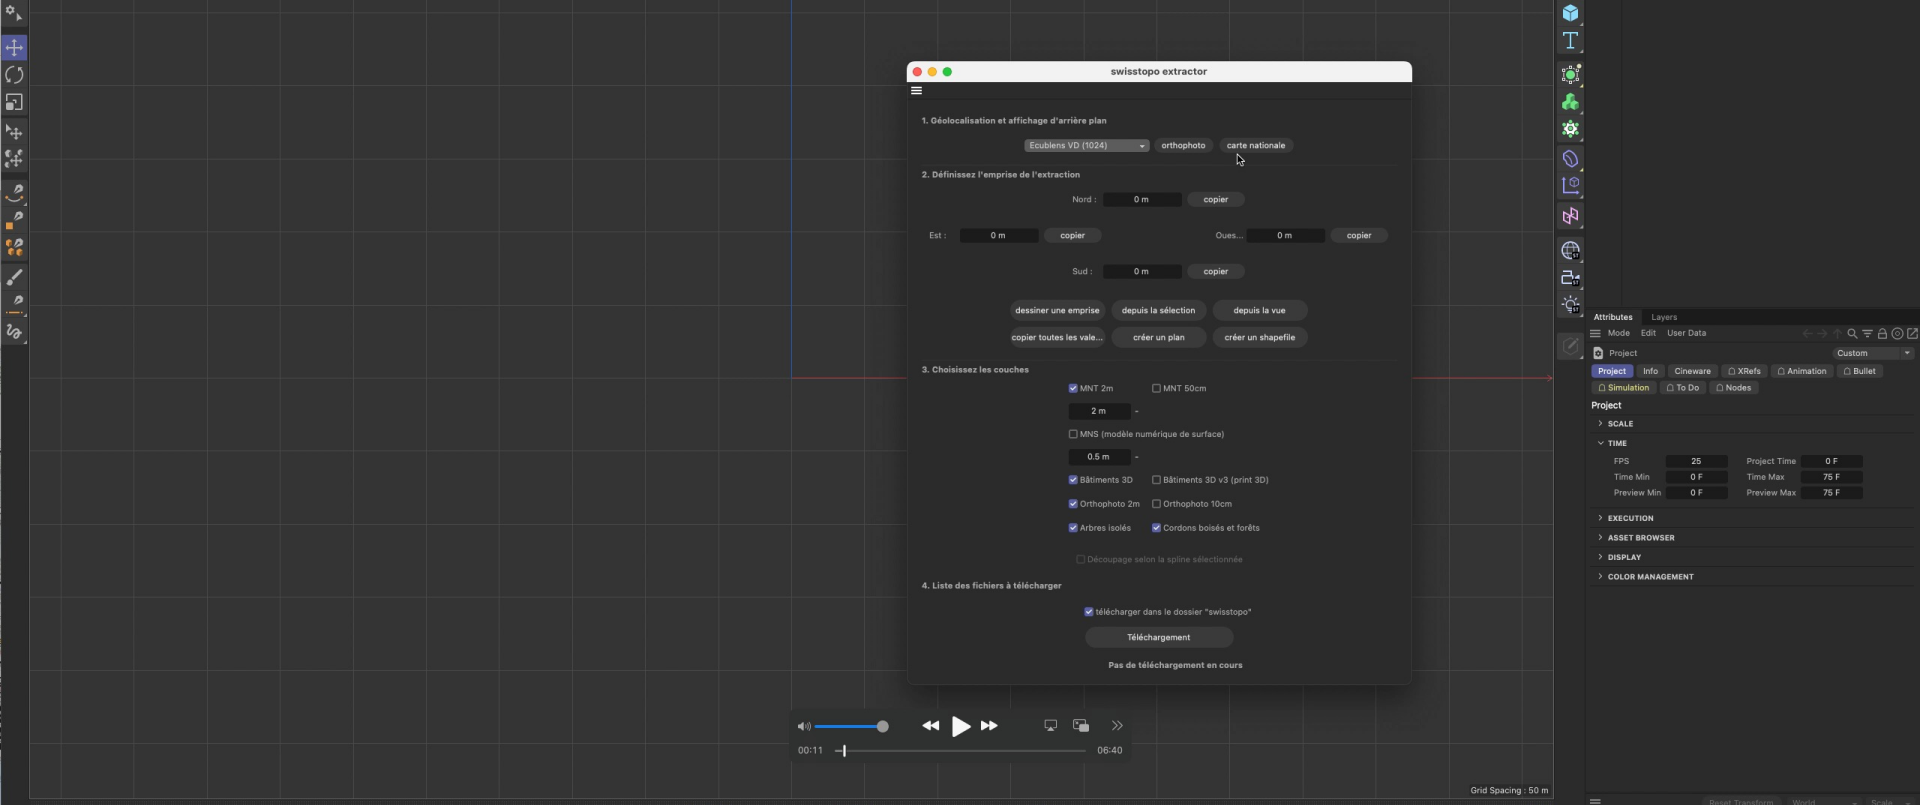 swisstopo extractor
1. Géolocalisation et affichage d'arrière plan
Ecublens VD (1024) orthophoto carte nationale
2. Définissez l'emprise de l'extraction
Nord : 0 m copier
Est : 0 m copier Oues... 0 m copier
Sud : 0 m copier
dessiner une emprise depuis la sélection depuis la vue
copier toutes les vale... créer un plan créer un shapefile
3. Choisissez les couches
MNT 2m MNT 50cm
2 m -
MNS (modèle numérique de surface)
0.5 m -
Bâtiments 3D Bâtiments 3D v3 (print 3D)
Orthophoto 2m Orthophoto 10cm
Arbres isolés Cordons boisés et forêts
Découpage selon la spline sélectionnée
4. Liste des fichiers à télécharger
télécharger dans le dossier "swisstopo"
Téléchargement
Pas de téléchargement en cours
00:11 06:40
Grid Spacing : 50 m
ST
ST
ST
Attributes Layers
Mode Edit User Data
Project Custom
Project Info Cineware XRefs Animation Bullet
Simulation To Do Nodes
Project
SCALE
TIME
FPS 25 Project Time 0 F
Time Min 0 F Time Max 75 F
Preview Min 0 F Preview Max 75 F
EXECUTION
ASSET BROWSER
DISPLAY
COLOR MANAGEMENT
Reset Transform World Scale